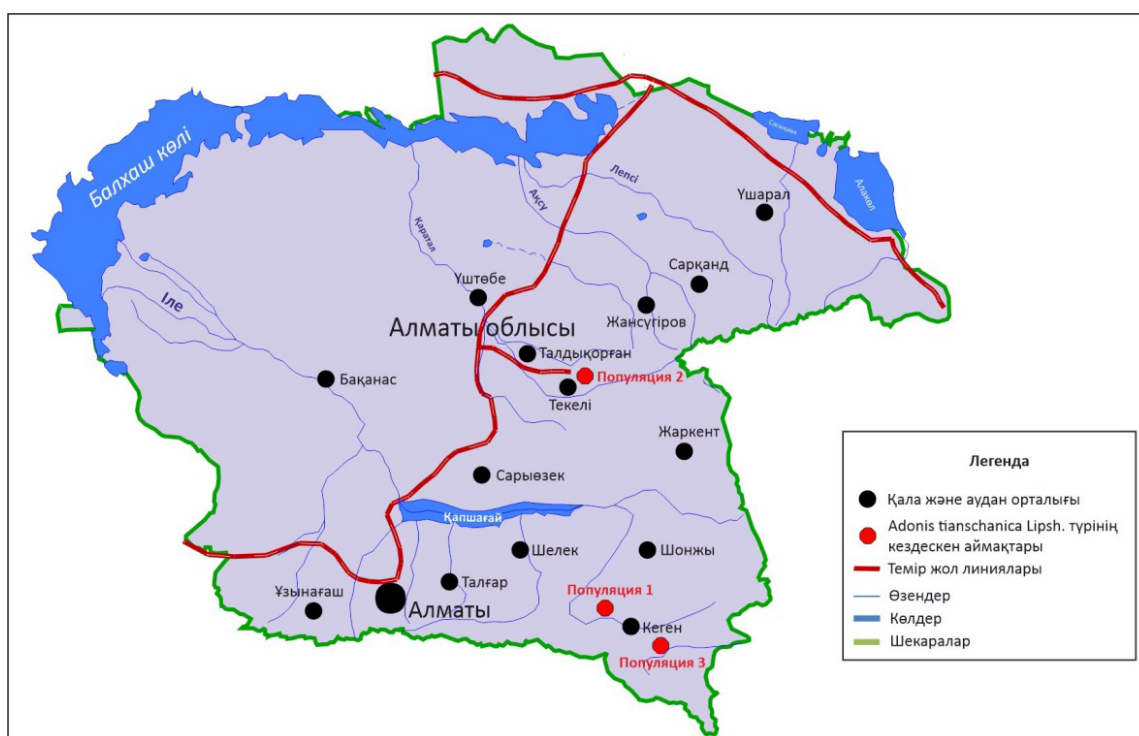 Балхаш көлі
Сасықкөл
Алакөл
Лепсі
Ақсу
Қаратал
Үшарал
Сарқанд
Үштөбе
Жансүгіров
Іле
Алматы облысы
Талдықорған
Популяция 2
Бақанас
Текелі
Жаркент
Сарыөзек
Қапшағай
Шелек
Шонжы
Талғар
Ұзынағаш
Алматы
Популяция 1
Кеген
Популяция 3
Легенда
Қала және аудан орталығы
Adonis tianschanica Lipsh. түрінің
кездескен аймақтары
Темір жол линиялары
Өзендер
Көлдер
Шекаралар